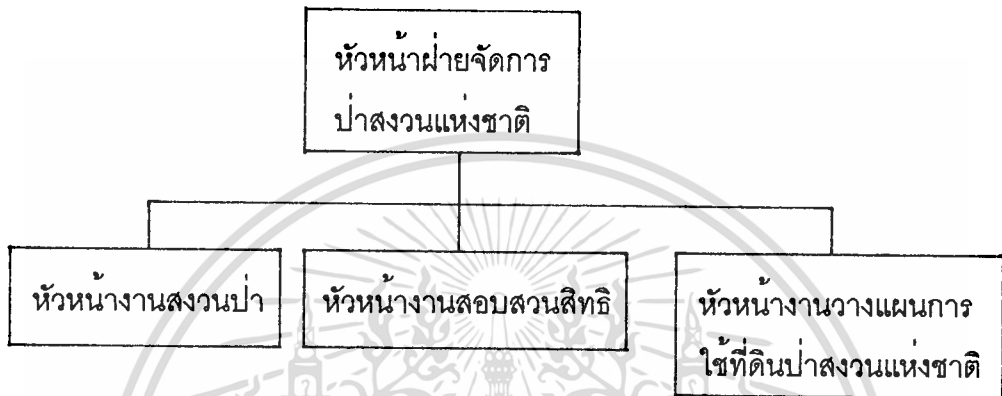 หัวหน้าฝ่ายจัดการ
ป่าสงวนแห่งชาติ
หัวหน้างานสงวนป่า
หัวหน้างานสอบสวนสิทธิ
หัวหน้างานวางแผนการ
ใช้ที่ดินป่าสงวนแห่งชาติ